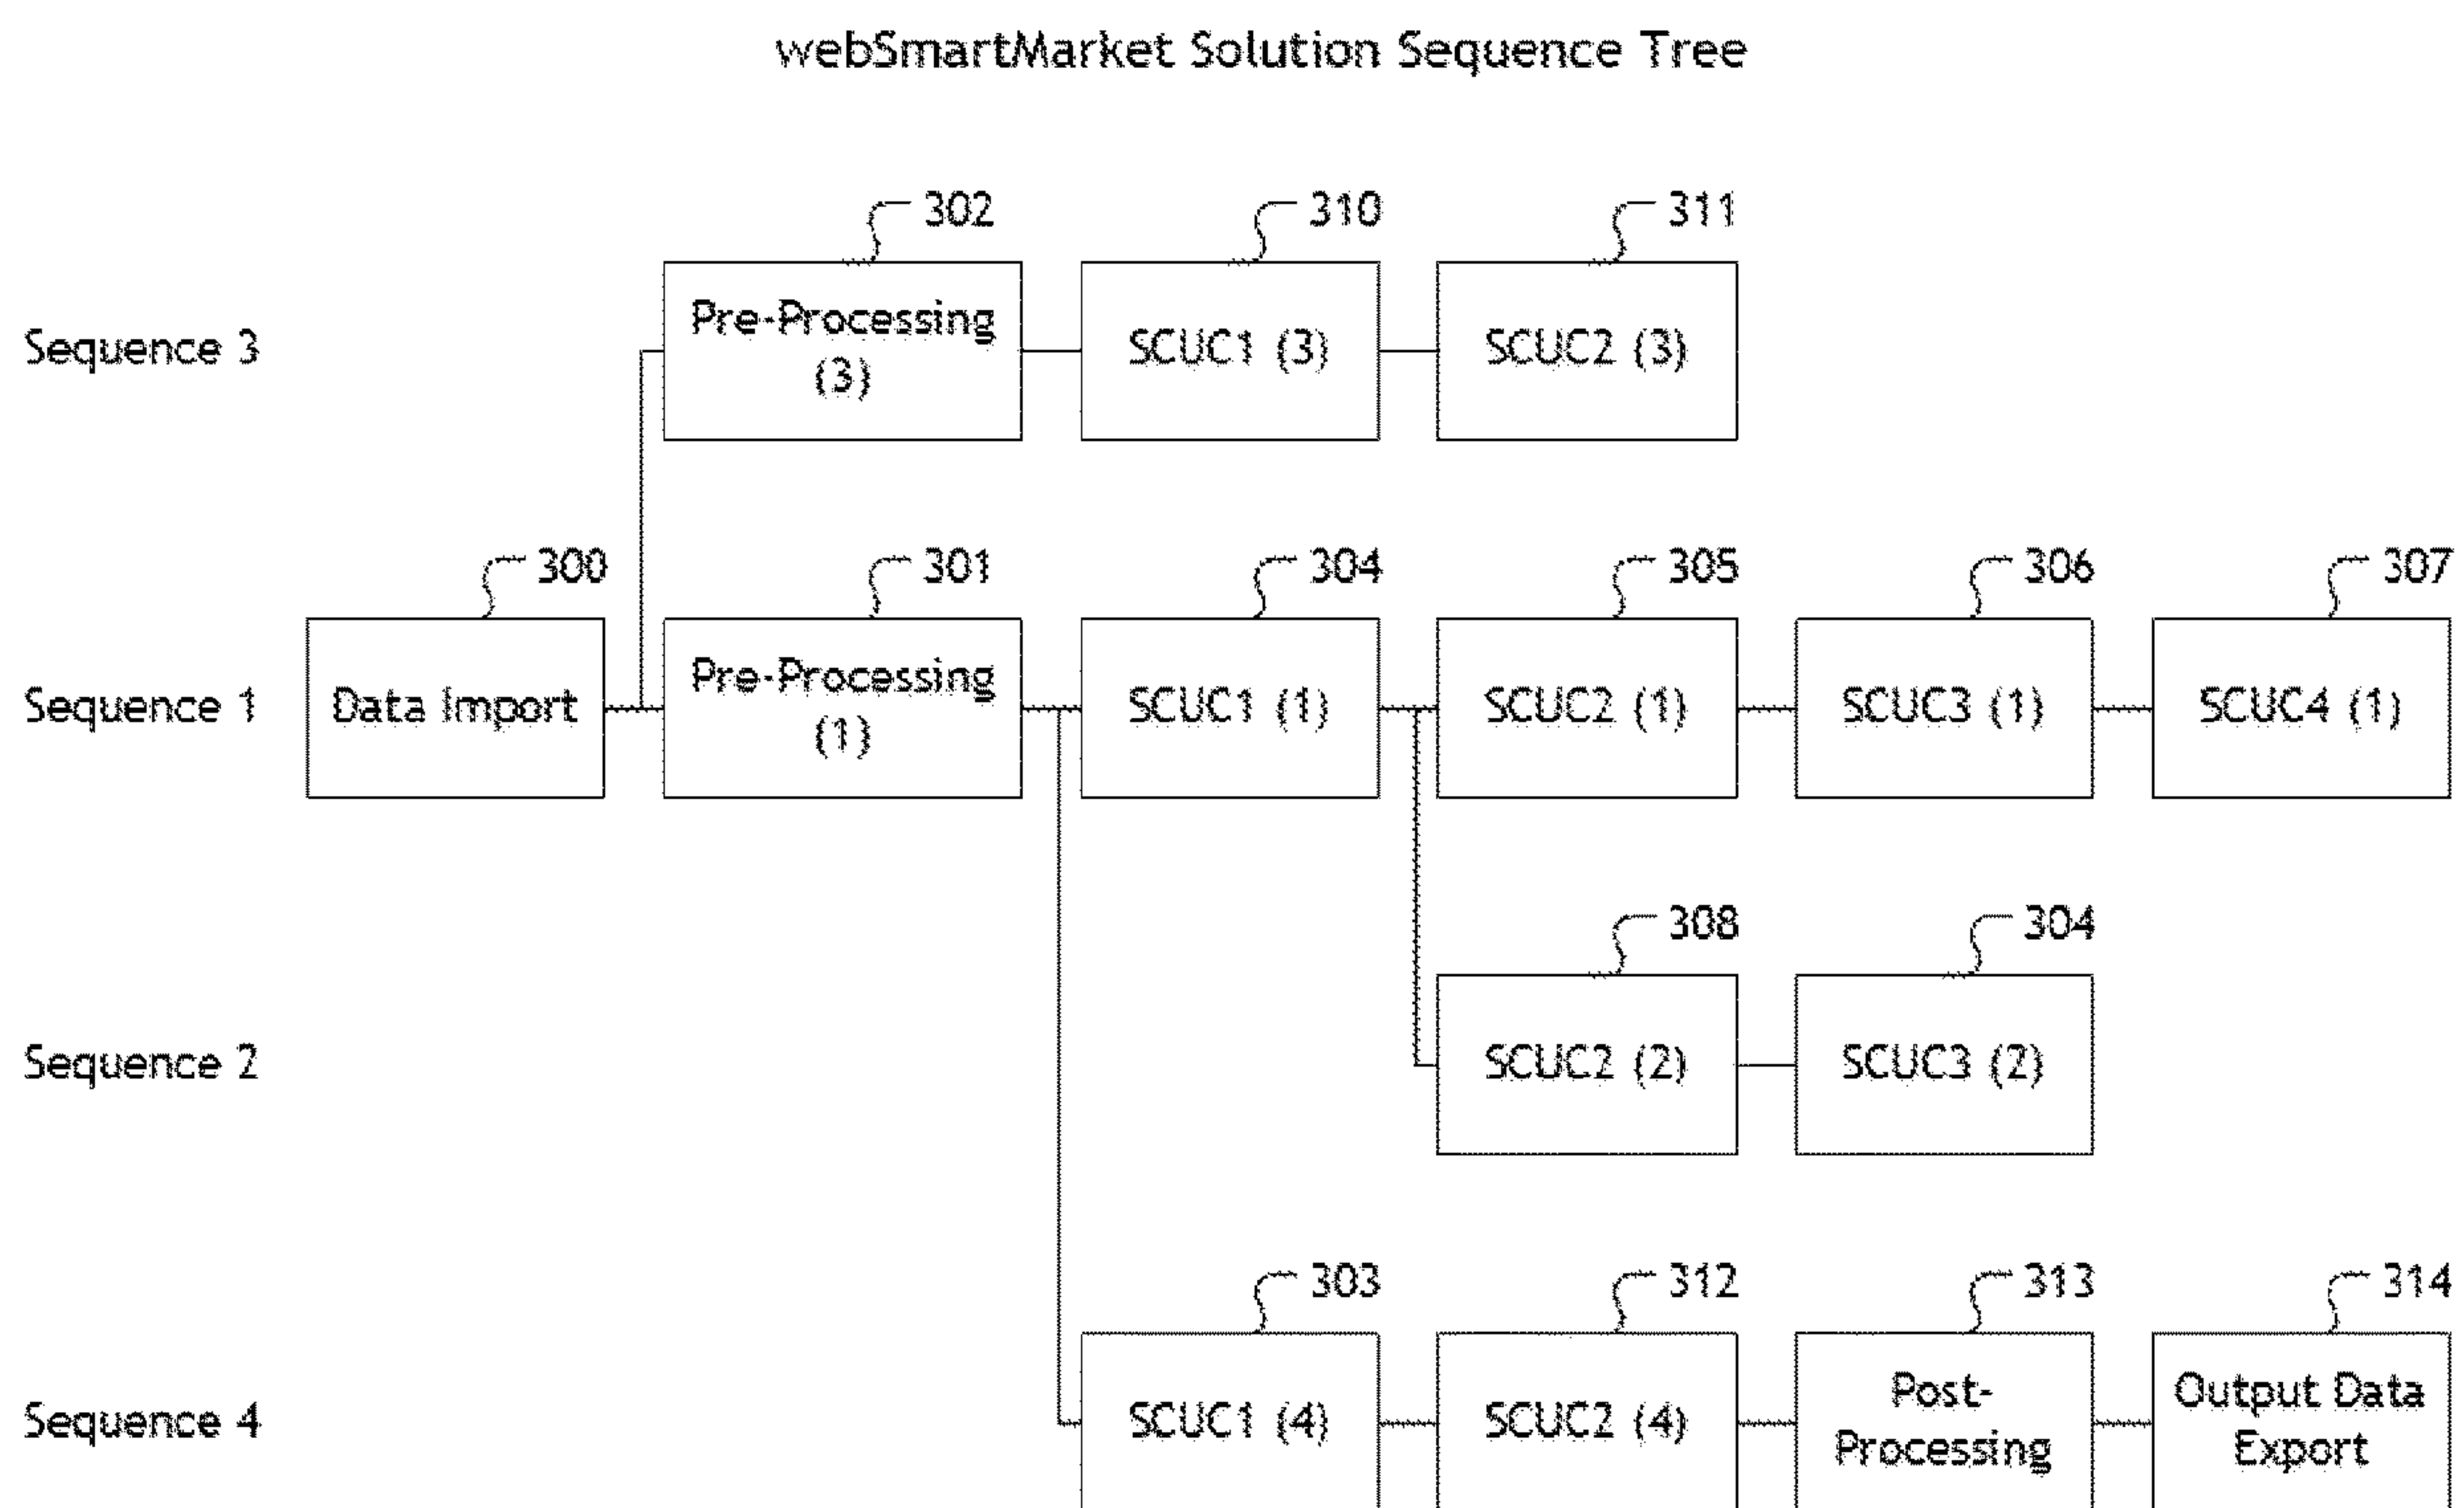 webSmartMarket Solution Sequence Tree
302
310
311
Sequence 3
Pre-Processing
(3)
SCUC1 (3)
SCUC2 (3)
300
301
304
305
306
307
Sequence 1
Data Import
Pre-Processing
(1)
SCUC1 (1)
SCUC2 (1)
SCUC3 (1)
SCUC4 (1)
308
304
Sequence 2
SCUC2 (2)
SCUC3 (2)
303
312
313
314
Sequence 4
SCUC1 (4)
SCUC2 (4)
Post-
Processing
Output Data
Export